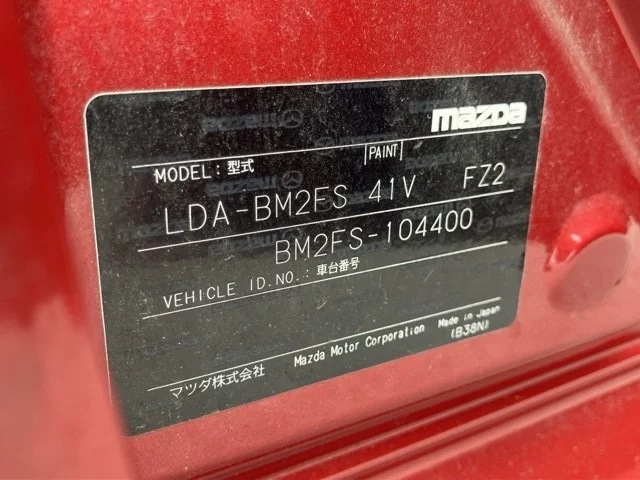 mazda
MODEL: 型式 PAINT
LDA-BM2FS 41V FZ2
BM2FS-104400
VEHICLE ID.NO.: 車台番号
マツダ株式会社 Mazda Motor Corporation Made in Japan
(B38N)